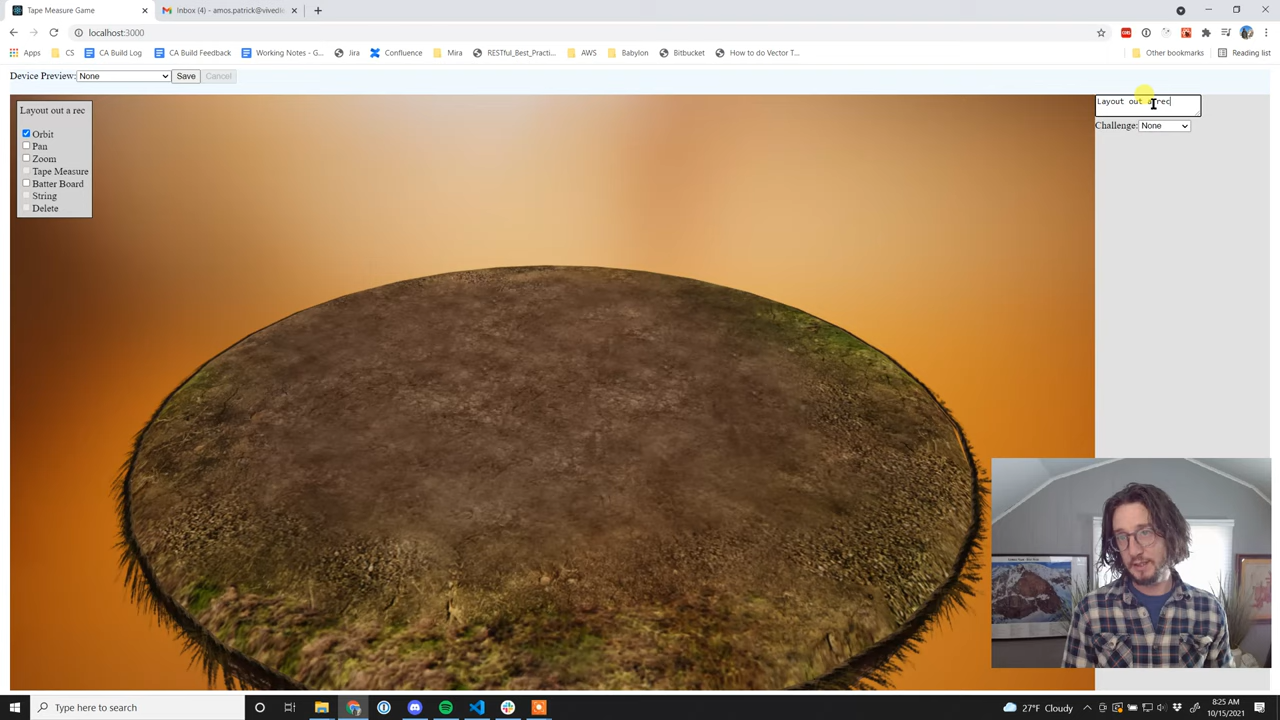 Tape Measure Game
Inbox (4) - amos.patrick@vivedle
localhost:3000
Apps
CS
CA Build Log
CA Build Feedback
Working Notes - G...
Jira
Confluence
Mira
RESTful_Best_Practi...
AWS
Babylon
Bitbucket
How to do Vector T...
Other bookmarks
Reading list
Device Preview:
None
Save
Cancel
Layout out a rec
Orbit
Pan
Zoom
Tape Measure
Batter Board
String
Delete
Layout out a rec
Challenge:
None
Type here to search
27°F Cloudy
8:25 AM
10/15/2021